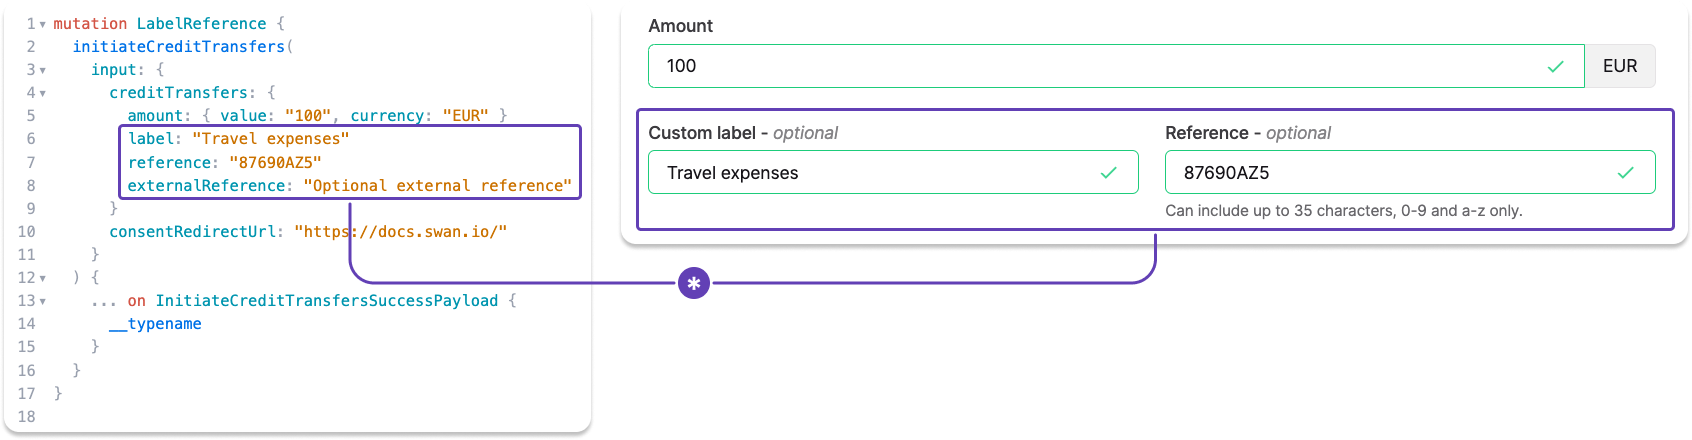 1 mutation LabelReference {
2 initiateCreditTransfers(
3 input: {
4 creditTransfers: {
5 amount: { value: "100", currency: "EUR" }
6 label: "Travel expenses"
7 reference: "87690AZ5"
8 externalReference: "Optional external reference"
9 }
10 consentRedirectUrl: "https://docs.swan.io/"
11 }
12 ) {
13 ... on InitiateCreditTransfersSuccessPayload {
14 __typename
15 }
16 }
17 }
18
Amount
100 EUR
Custom label - optional Reference - optional
Travel expenses 87690AZ5
Can include up to 35 characters, 0-9 and a-z only.
*